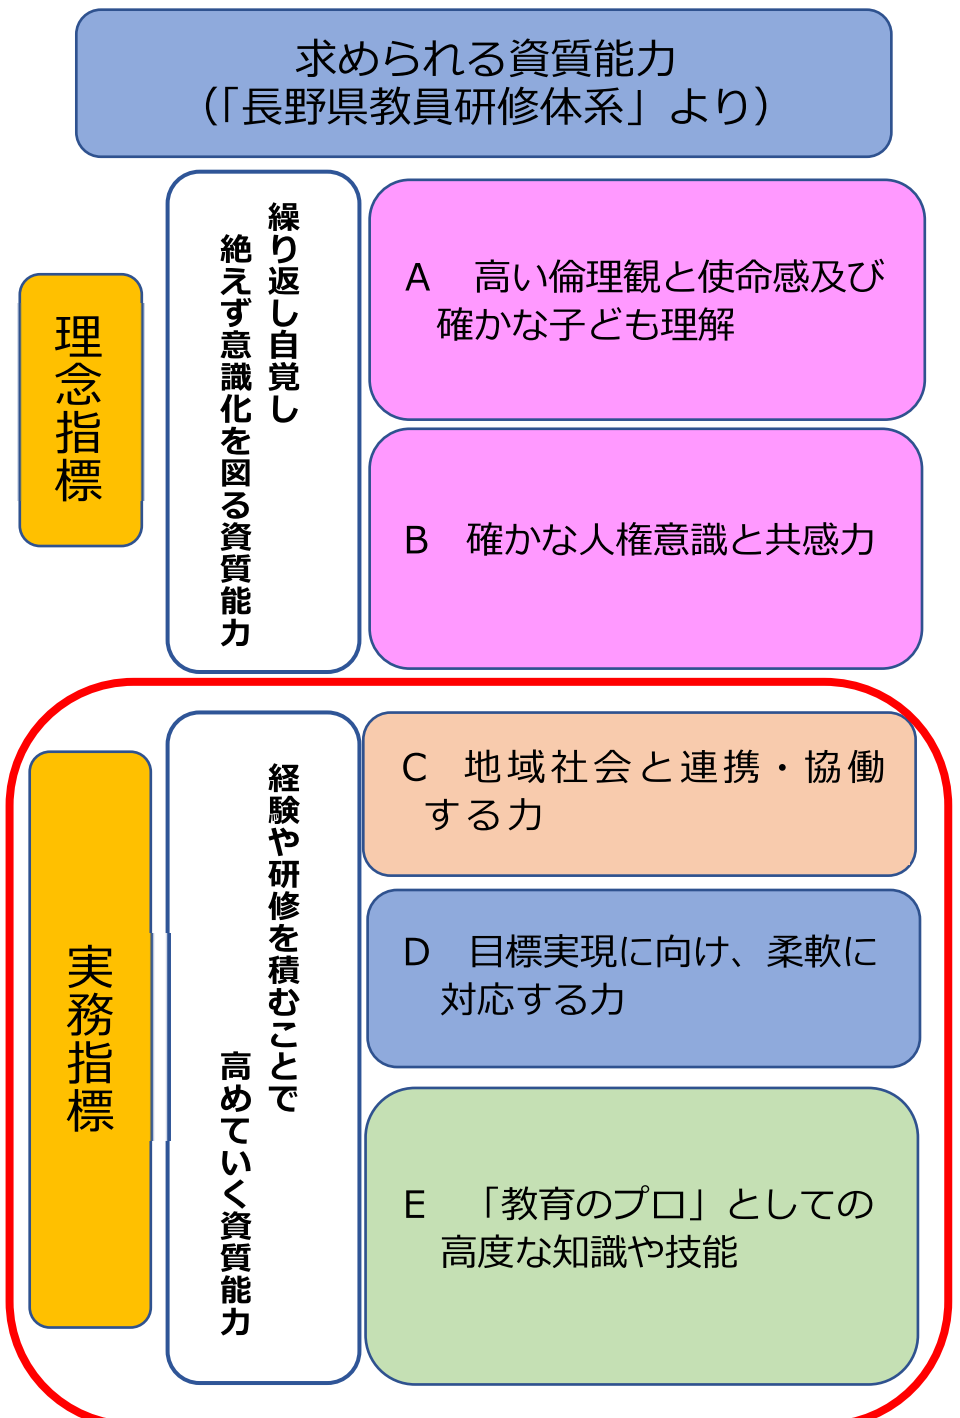 求められる資質能力
（「長野県教員研修体系」より）
理念指標
繰り返し自覚し
絶えず意識化を図る資質能力
A　高い倫理観と使命感及び
確かな子ども理解
B　確かな人権意識と共感力
実務指標
経験や研修を積むことで
高めていく資質能力
C　地域社会と連携・協働
する力
D　目標実現に向け、柔軟に
対応する力
E　「教育のプロ」としての
高度な知識や技能